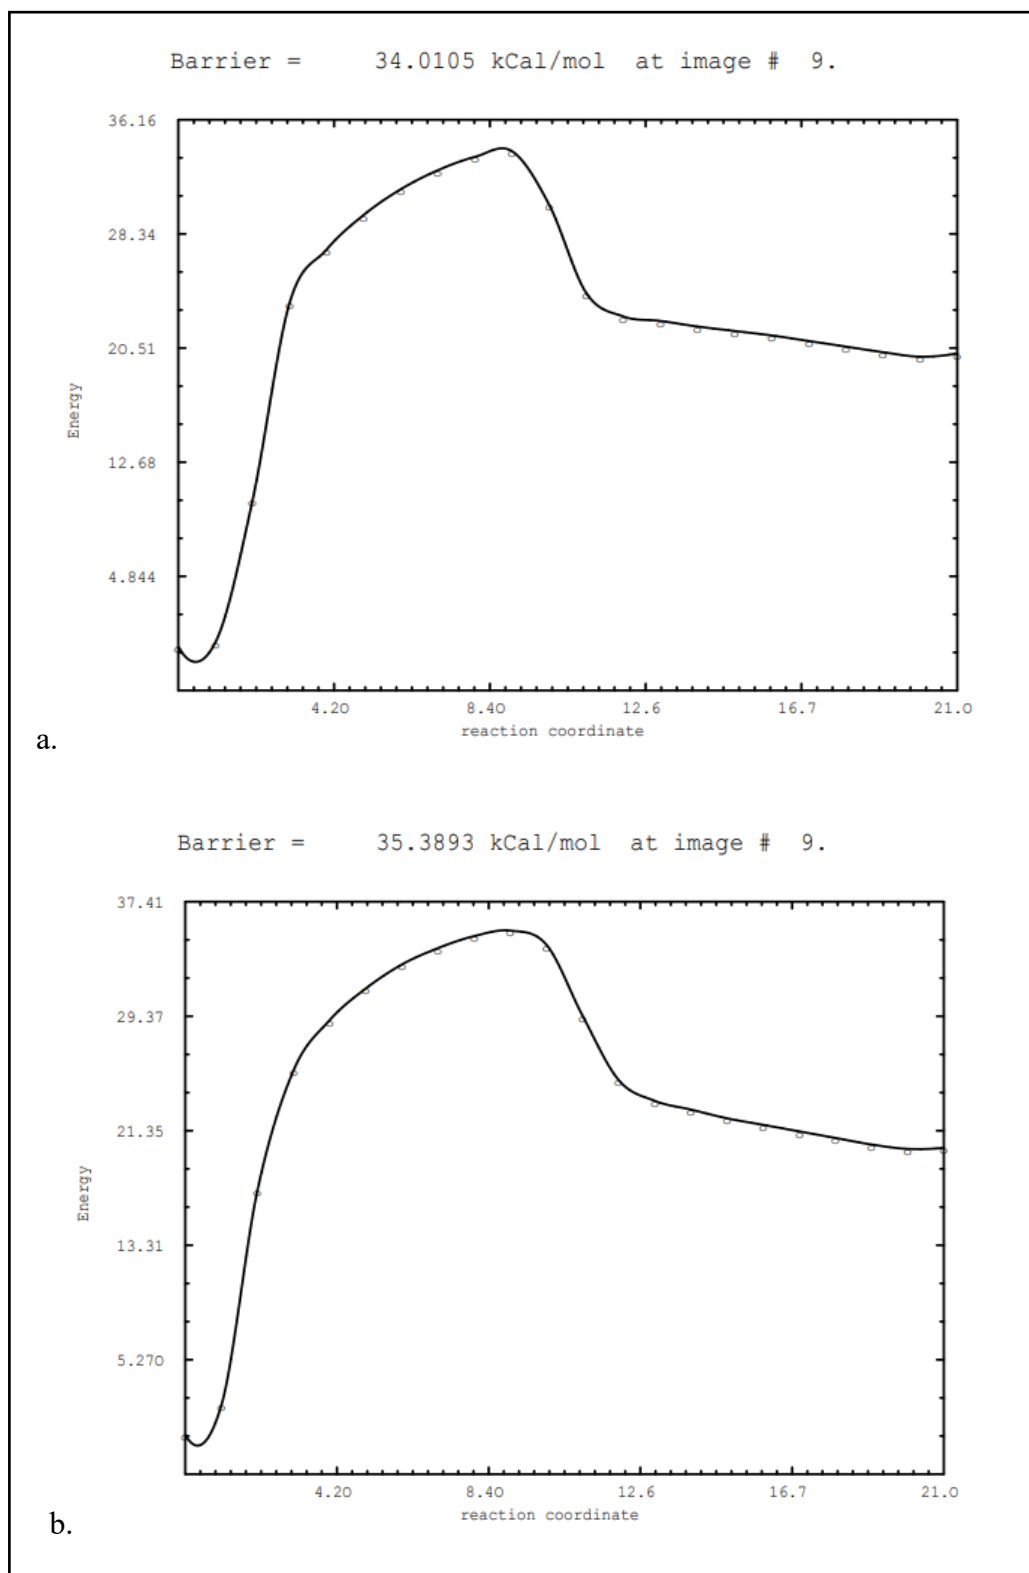 Barrier = 34.0105 kCal/mol at image # 9.
36.16
28.34
20.51
12.68
4.844
Energy
4.20 8.40 12.6 16.7 21.0
reaction coordinate
a.
Barrier = 35.3893 kCal/mol at image # 9.
37.41
29.37
21.35
13.31
5.270
Energy
4.20 8.40 12.6 16.7 21.0
reaction coordinate
b.